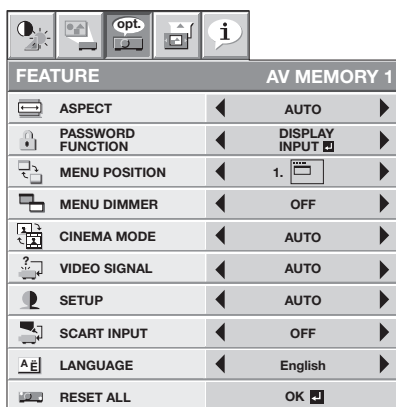 opt.
i
FEATURE AV MEMORY 1
ASPECT AUTO
PASSWORD FUNCTION DISPLAY INPUT
MENU POSITION 1.
MENU DIMMER OFF
CINEMA MODE AUTO
VIDEO SIGNAL AUTO
SETUP AUTO
SCART INPUT OFF
LANGUAGE English
RESET ALL OK